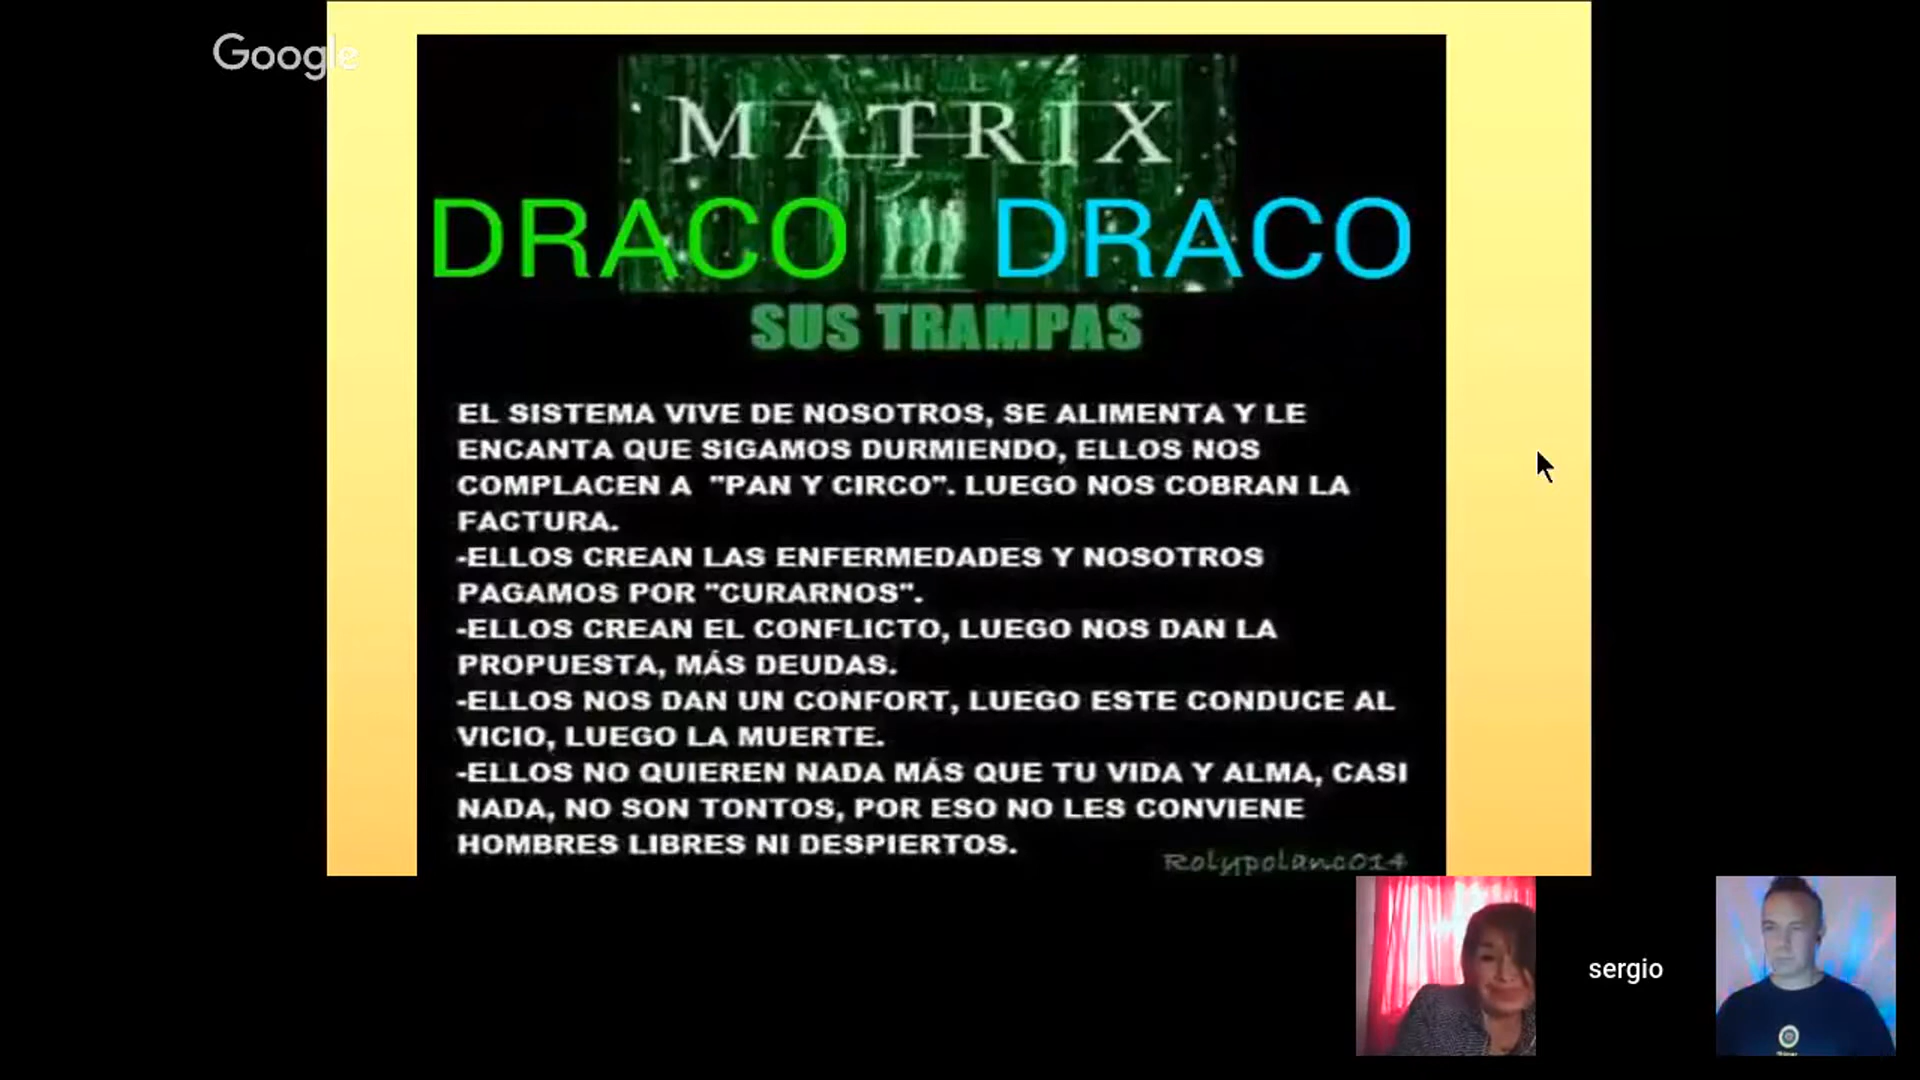 Google
MATRIX
DRACO DRACO
SUS TRAMPAS
EL SISTEMA VIVE DE NOSOTROS, SE ALIMENTA Y LE
ENCANTA QUE SIGAMOS DURMIENDO, ELLOS NOS
COMPLACEN A "PAN Y CIRCO". LUEGO NOS COBRAN LA
FACTURA.
-ELLOS CREAN LAS ENFERMEDADES Y NOSOTROS
PAGAMOS POR "CURARNOS".
-ELLOS CREAN EL CONFLICTO, LUEGO NOS DAN LA
PROPUESTA, MÁS DEUDAS.
-ELLOS NOS DAN UN CONFORT, LUEGO ESTE CONDUCE AL
VICIO, LUEGO LA MUERTE.
-ELLOS NO QUIEREN NADA MÁS QUE TU VIDA Y ALMA, CASI
NADA, NO SON TONTOS, POR ESO NO LES CONVIENE
HOMBRES LIBRES NI DESPIERTOS.
Rolypolanco14
sergio